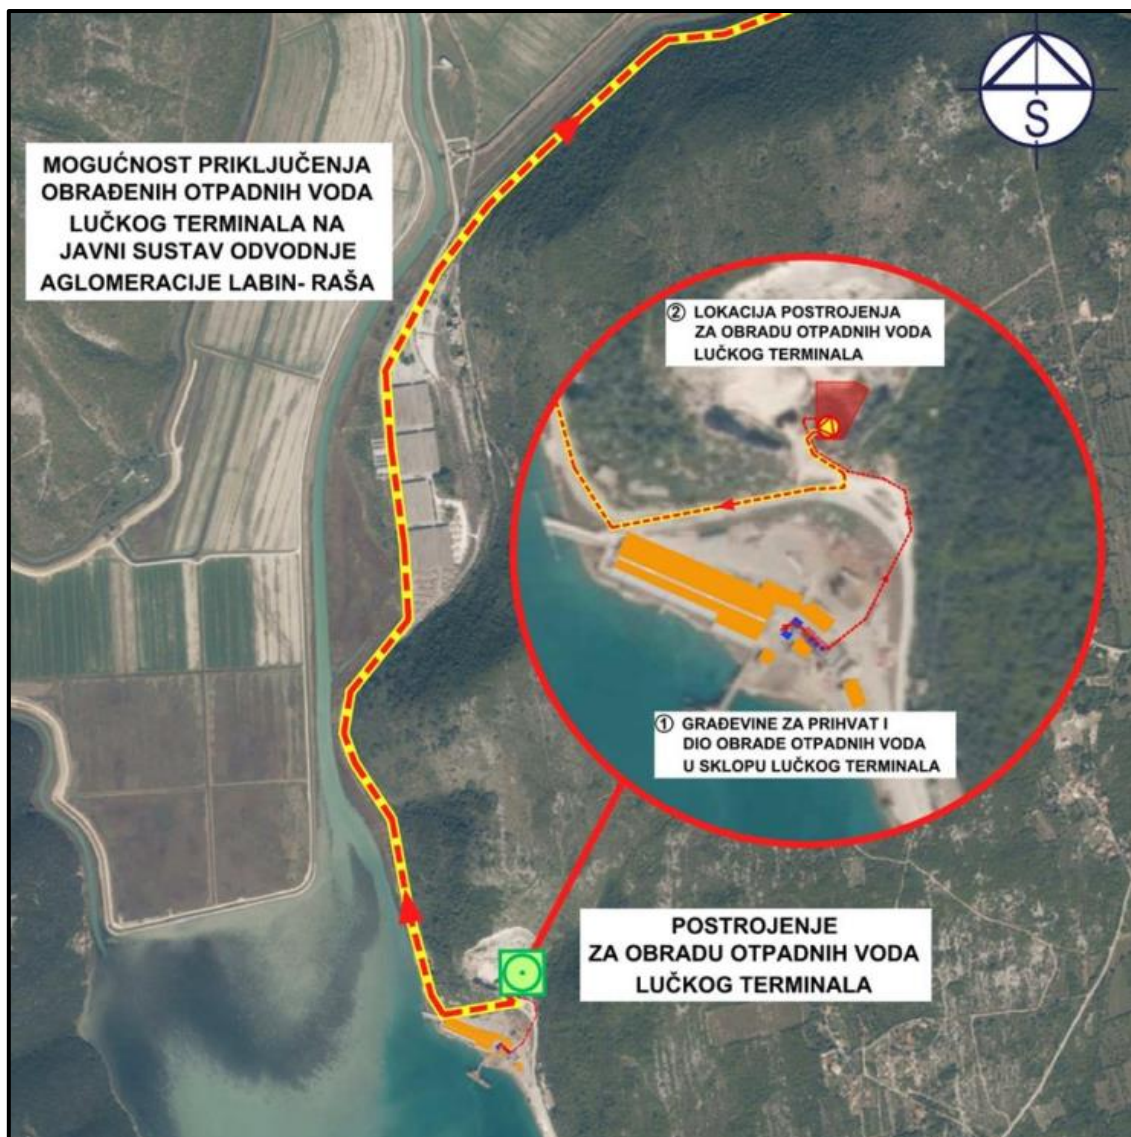 S
MOGUĆNOST PRIKLJUČENJA
OBRAĐENIH OTPADNIH VODA
LUČKOG TERMINALA NA
JAVNI SUSTAV ODVODNJE
AGLOMERACIJE LABIN- RAŠA
② LOKACIJA POSTROJENJA
ZA OBRADU OTPADNIH VODA
LUČKOG TERMINALA
① GRAĐEVINE ZA PRIHVAT I
DIO OBRADE OTPADNIH VODA
U SKLOPU LUČKOG TERMINALA
POSTROJENJE
ZA OBRADU OTPADNIH VODA
LUČKOG TERMINALA